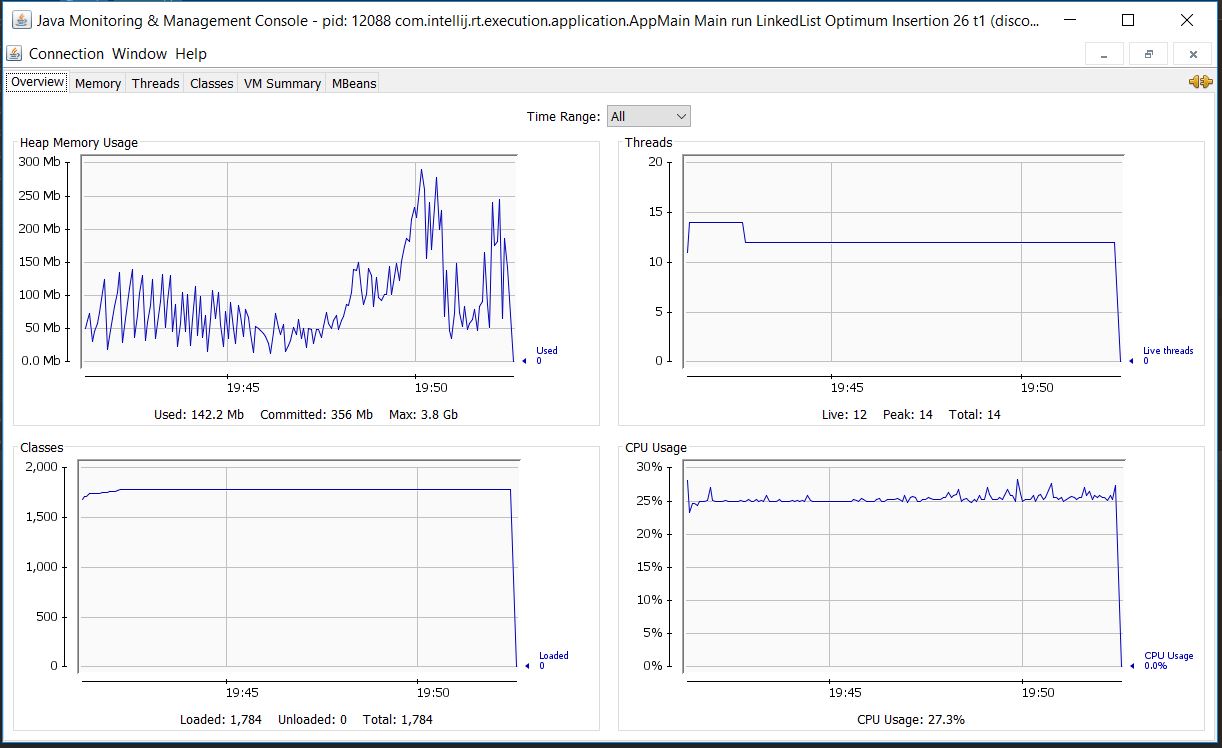 Java Monitoring & Management Console - pid: 12088 com.intellij.rt.execution.application.AppMain Main run LinkedList Optimum Insertion 26 t1 (disco...
Connection Window Help
Overview Memory Threads Classes VM Summary MBeans
Time Range: All
Heap Memory Usage
300 Mb
250 Mb
200 Mb
150 Mb
100 Mb
50 Mb
0.0 Mb
Used
0
19:45 19:50
Used: 142.2 Mb Committed: 356 Mb Max: 3.8 Gb
Threads
20
15
10
5
0
Live threads
0
19:45 19:50
Live: 12 Peak: 14 Total: 14
Classes
2,000
1,500
1,000
500
0
Loaded
0
19:45 19:50
Loaded: 1,784 Unloaded: 0 Total: 1,784
CPU Usage
30%
25%
20%
15%
10%
5%
0%
CPU Usage
0.0%
19:45 19:50
CPU Usage: 27.3%